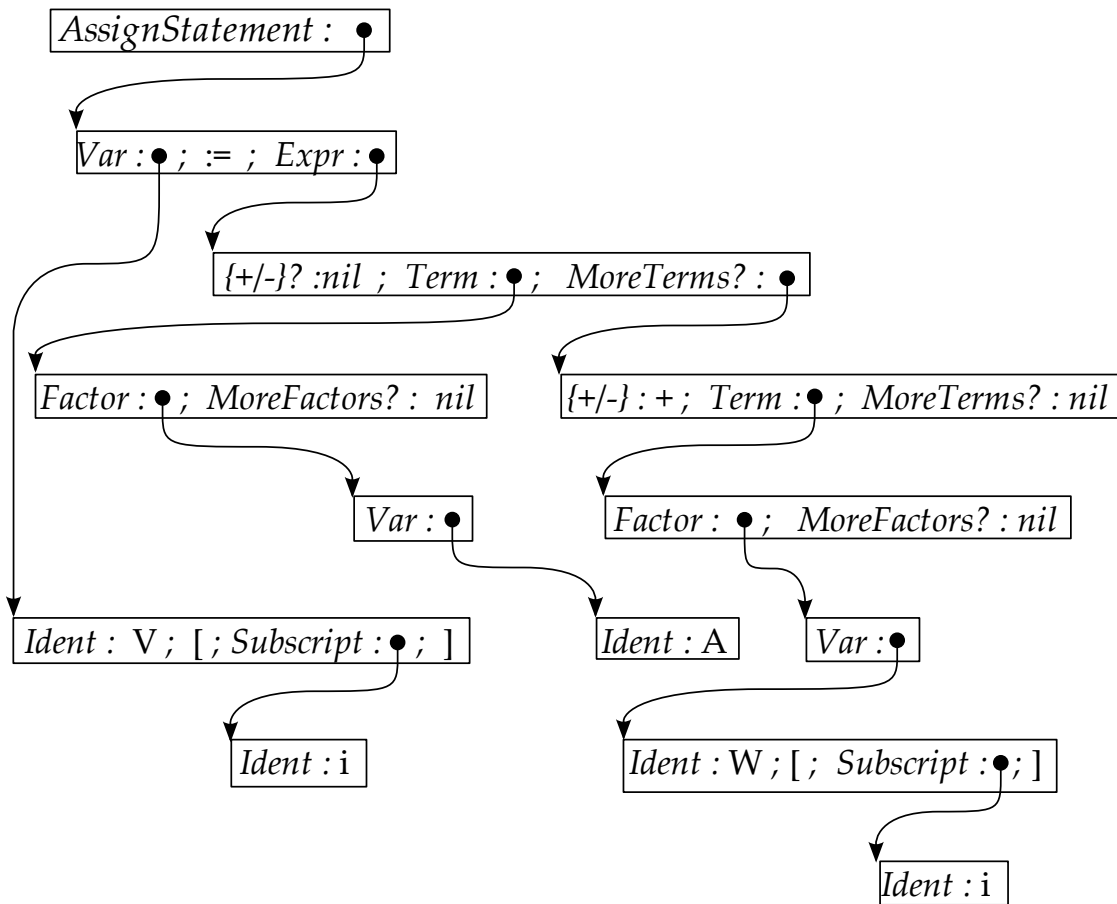 AssignStatement : 
Var : ; := ; Expr :
{+/-}? :nil ; Term : ; MoreTerms? :
Factor : ; MoreFactors? : nil
{+/-} : + ; Term : ; MoreTerms? : nil
Var :
Factor : ; MoreFactors? : nil
Ident : V ; [ ; Subscript : ; ]
Ident : A
Var :
Ident : i
Ident : W ; [ ; Subscript : ; ]
Ident : i